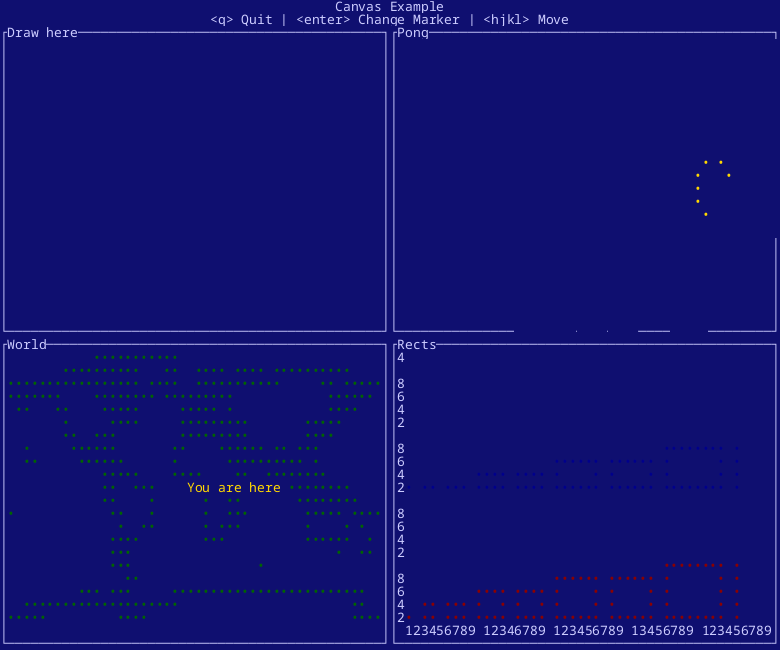 Canvas Example
<q> Quit | <enter> Change Marker | <hjkl> Move
Draw here
Pong
World
You are here
Rects
4
8
6
4
2
8
6
4
2
8
6
4
2
8
6
4
2
123456789 12346789 123456789 13456789 123456789